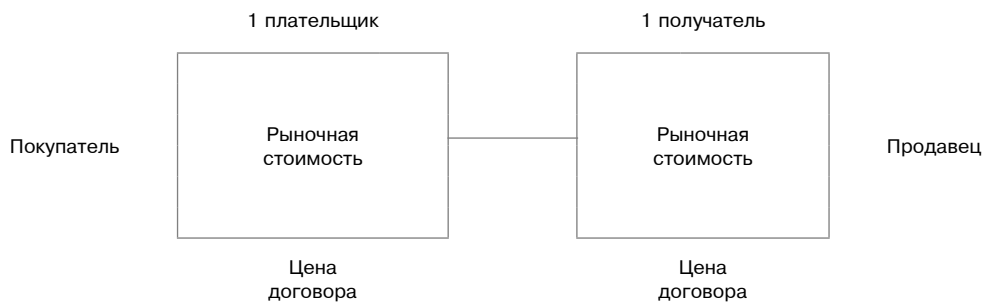 1 плательщик
1 получатель
Покупатель
Рыночная
стоимость
Рыночная
стоимость
Продавец
Цена
договора
Цена
договора